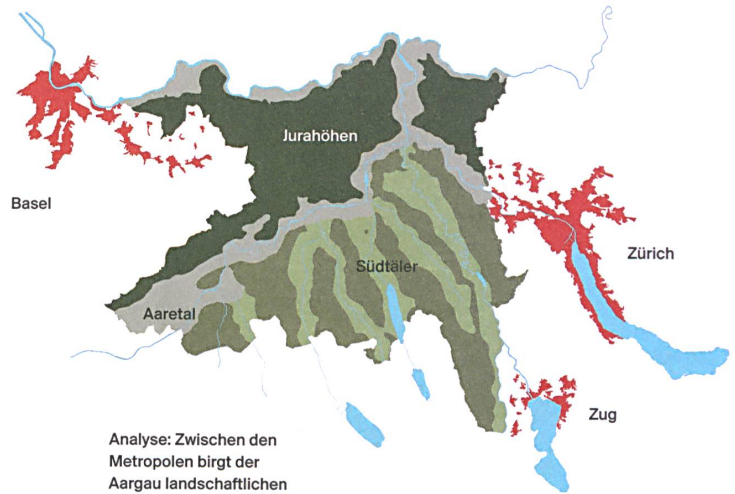 Jurahöhen
Basel
Zürich
Südtäler
Aaretal
Zug
Analyse: Zwischen den
Metropolen birgt der
Aargau landschaftlichen